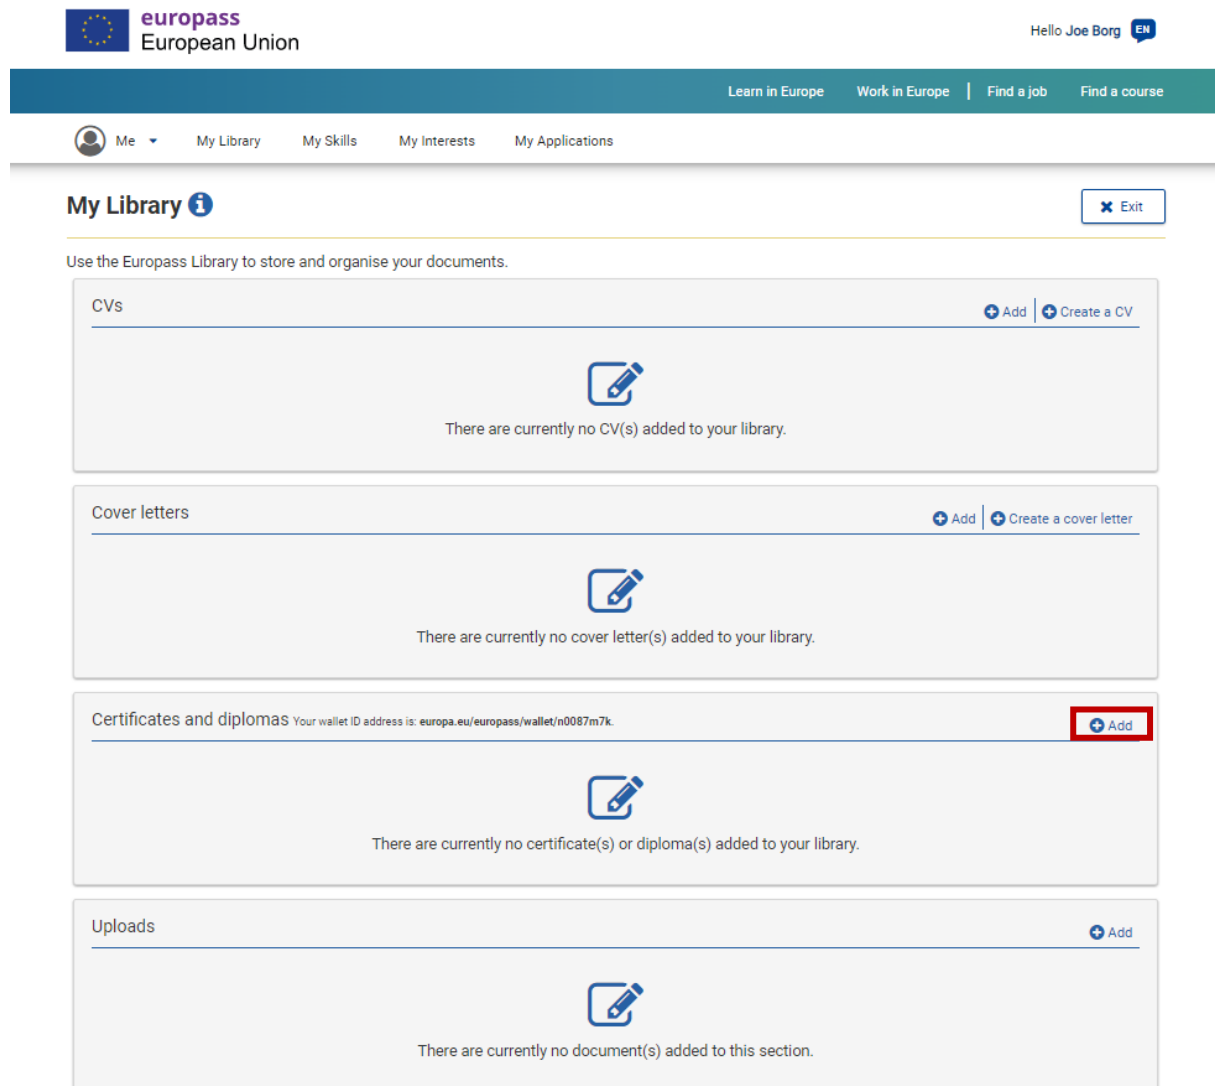 europass
European Union
Hello Joe Borg EN
Learn in Europe Work in Europe | Find a job Find a course
Me My Library My Skills My Interests My Applications
My Library
Exit
Use the Europass Library to store and organise your documents.
CVs
Add Create a CV
There are currently no CV(s) added to your library.
Cover letters
Add Create a cover letter
There are currently no cover letter(s) added to your library.
Certificates and diplomas Your wallet ID address is: europa.eu/europass/wallet/n0087m7k.
Add
There are currently no certificate(s) or diploma(s) added to your library.
Uploads
Add
There are currently no document(s) added to this section.